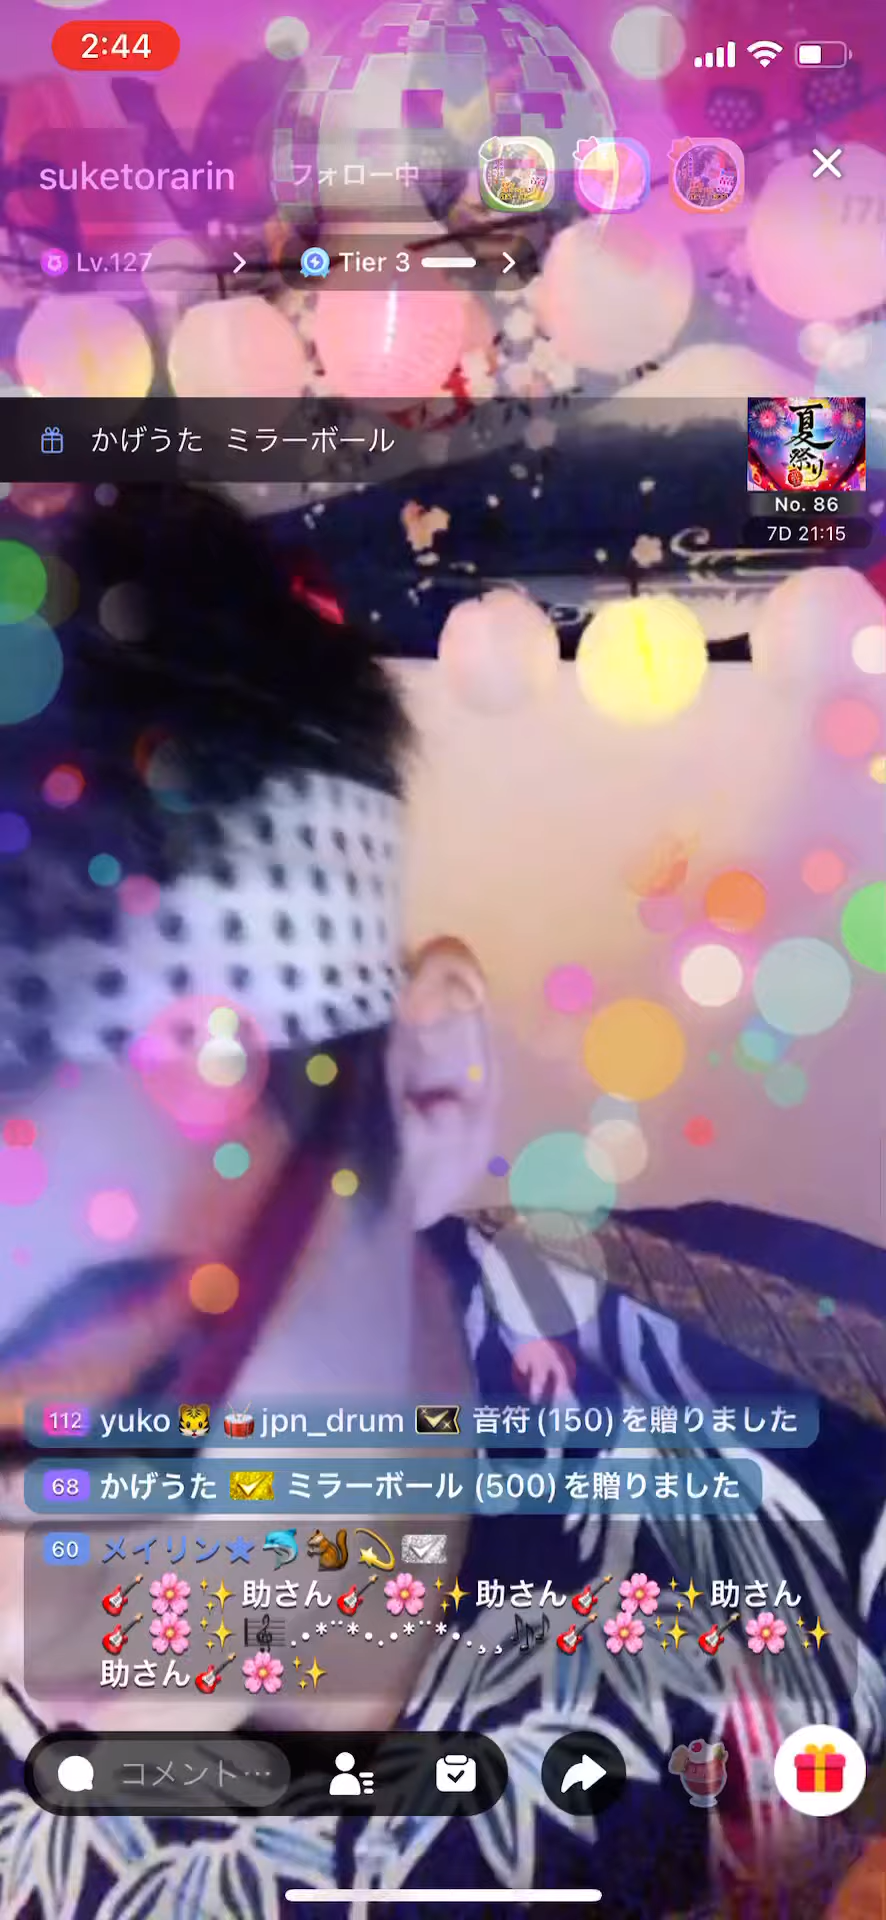 2:44
suketorarin フォロー中
Lv.127 Tier 3
かげうた ミラーボール
夏祭り
No. 86
7D 21:15
112 yuko🐯🥁jpn_drum 音符 (150) を贈りました
68 かげうた ミラーボール (500) を贈りました
60 メイリン★🐬🐿️💫
🎸🌸✨助さん🎸🌸✨助さん🎸🌸✨助さん
🎸🌸✨🎼.•*¨*•.¸¸🎶🎸🌸✨🎸🌸✨
助さん🎸🌸✨
コメント…